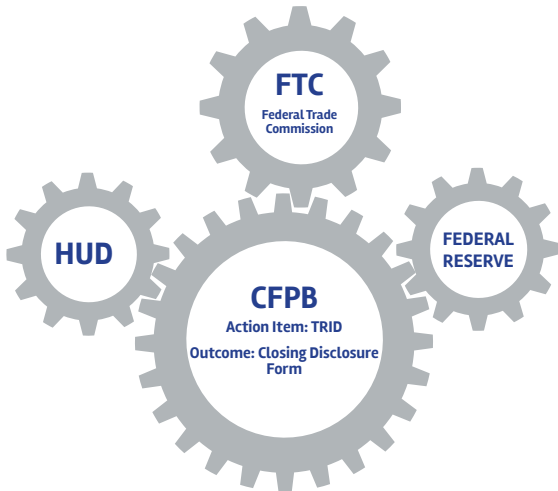 FTC
Federal Trade
Commission
HUD
FEDERAL
RESERVE
CFPB
Action Item: TRID
Outcome: Closing Disclosure
Form